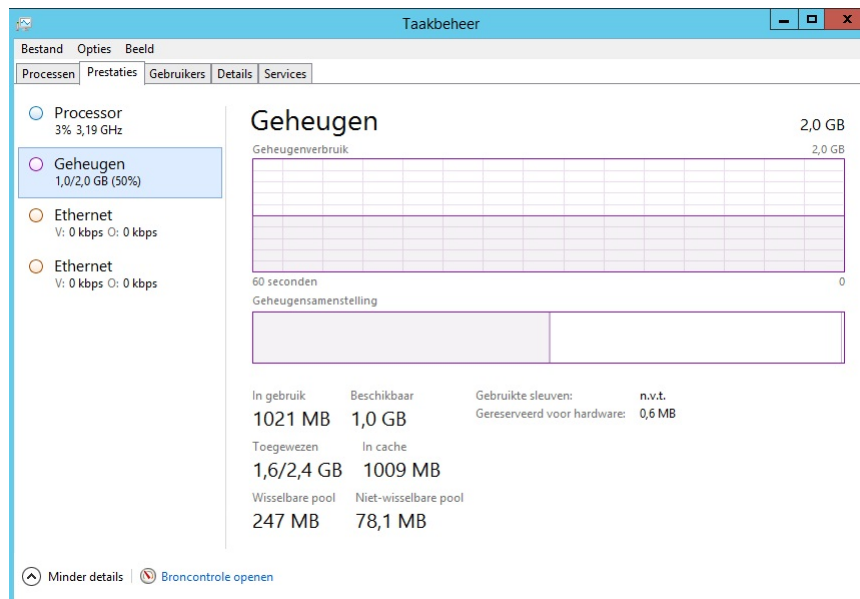 Taakbeheer
Bestand Opties Beeld
Processen Prestaties Gebruikers Details Services
Processor
3% 3,19 GHz
Geheugen
1,0/2,0 GB (50%)
Ethernet
V: 0 kbps O: 0 kbps
Ethernet
V: 0 kbps O: 0 kbps
Geheugen 2,0 GB
Geheugenverbruik 2,0 GB
60 seconden 0
Geheugensamenstelling
In gebruik Beschikbaar
1021 MB 1,0 GB
Toegewezen In cache
1,6/2,4 GB 1009 MB
Wisselbare pool Niet-wisselbare pool
247 MB 78,1 MB
Gebruikte sleuven: n.v.t.
Gereserveerd voor hardware: 0,6 MB
Minder details Broncontrole openen